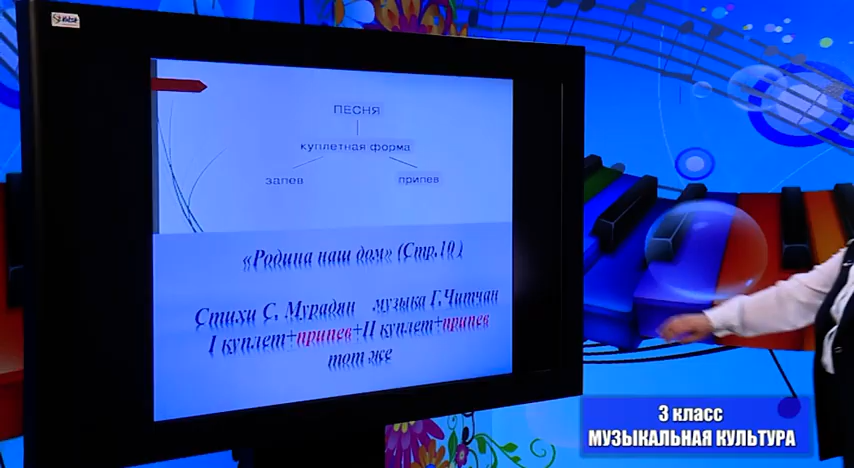 ПЕСНЯ
куплетная форма
запев припев
«Родина наш дом» (Стр.10 )
Стихи С. Мурадян музыка Г.Читчан
I куплет+припев+II куплет+припев
тот же
3 класс
МУЗЫКАЛЬНАЯ КУЛЬТУРА